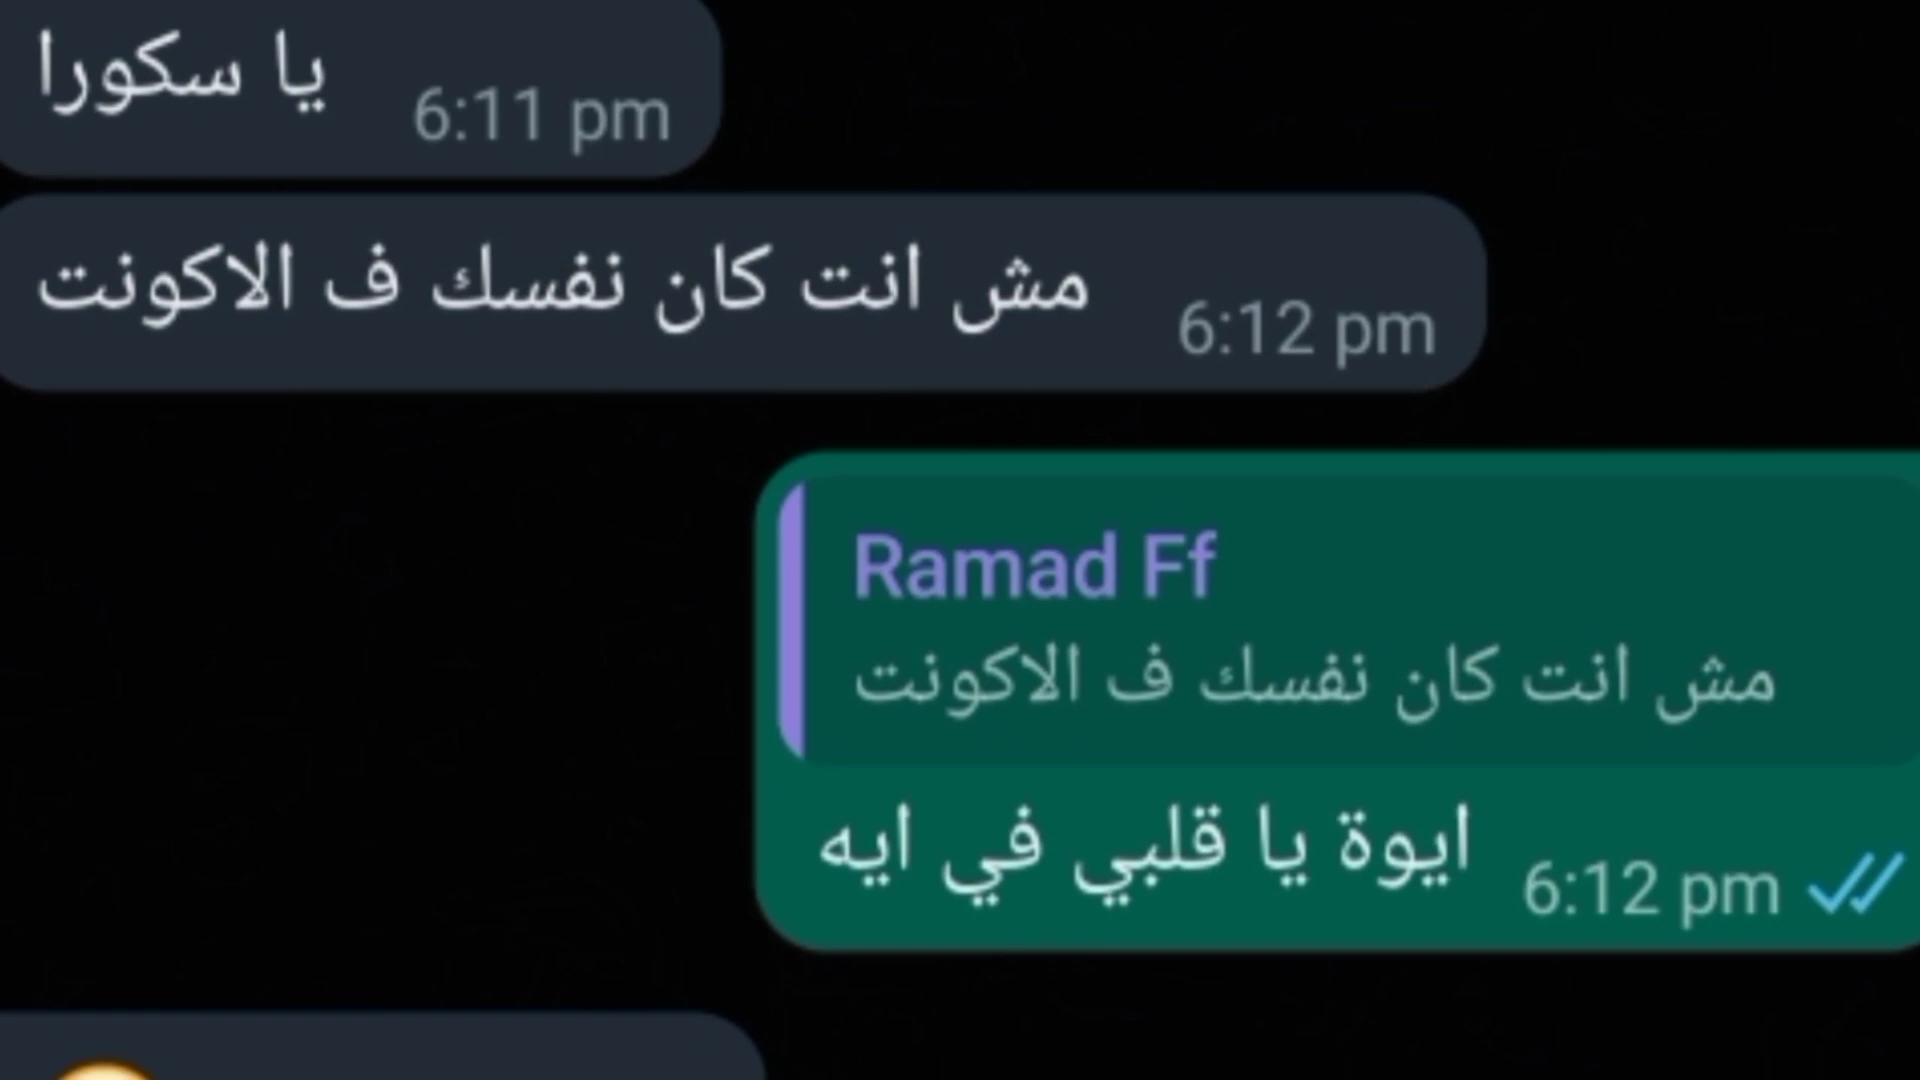 يا سكورا
6:11 pm
مش انت كان نفسك ف الاكونت
6:12 pm
Ramad Ff
مش انت كان نفسك ف الاكونت
ايوة يا قلبي في ايه
6:12 pm